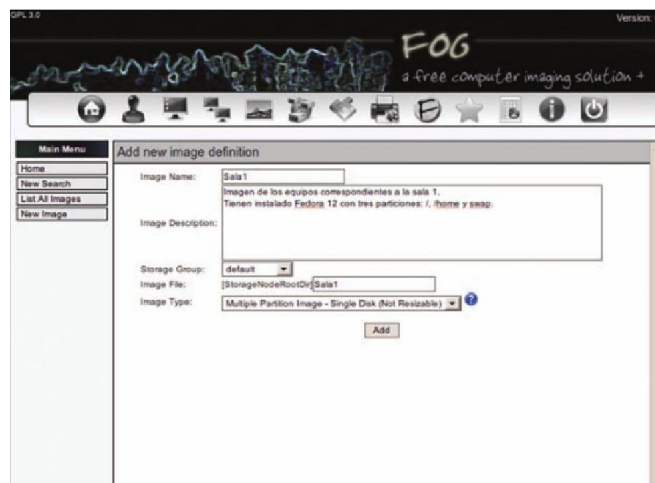 GPL 3.0
Version:
FOG
a free computer imaging solution +
Main Menu
Home
New Search
List All Images
New Image
Add new image definition
Image Name: Sala1
Image Description: Imagen de los equipos correspondientes a la sala 1.
Tienen instalado Fedora 12 con tres particiones: /, /home y swap.
Storage Group: default
Image File: [StorageNodeRootDir]Sala1
Image Type: Multiple Partition Image - Single Disk (Not Resizable)
Add